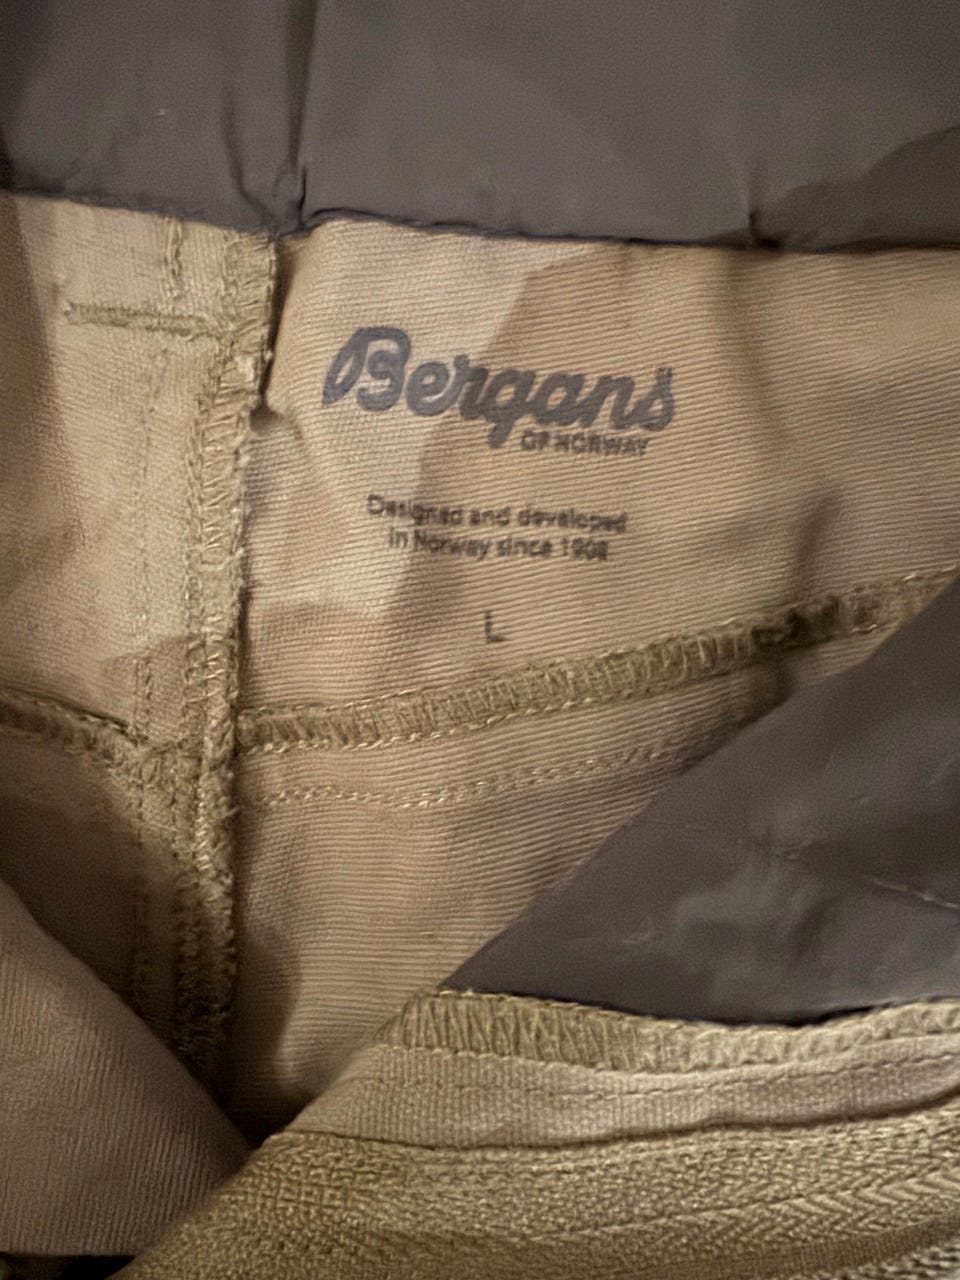 Bergans
OF NORWAY
Designed and developed
in Norway since 1908
L